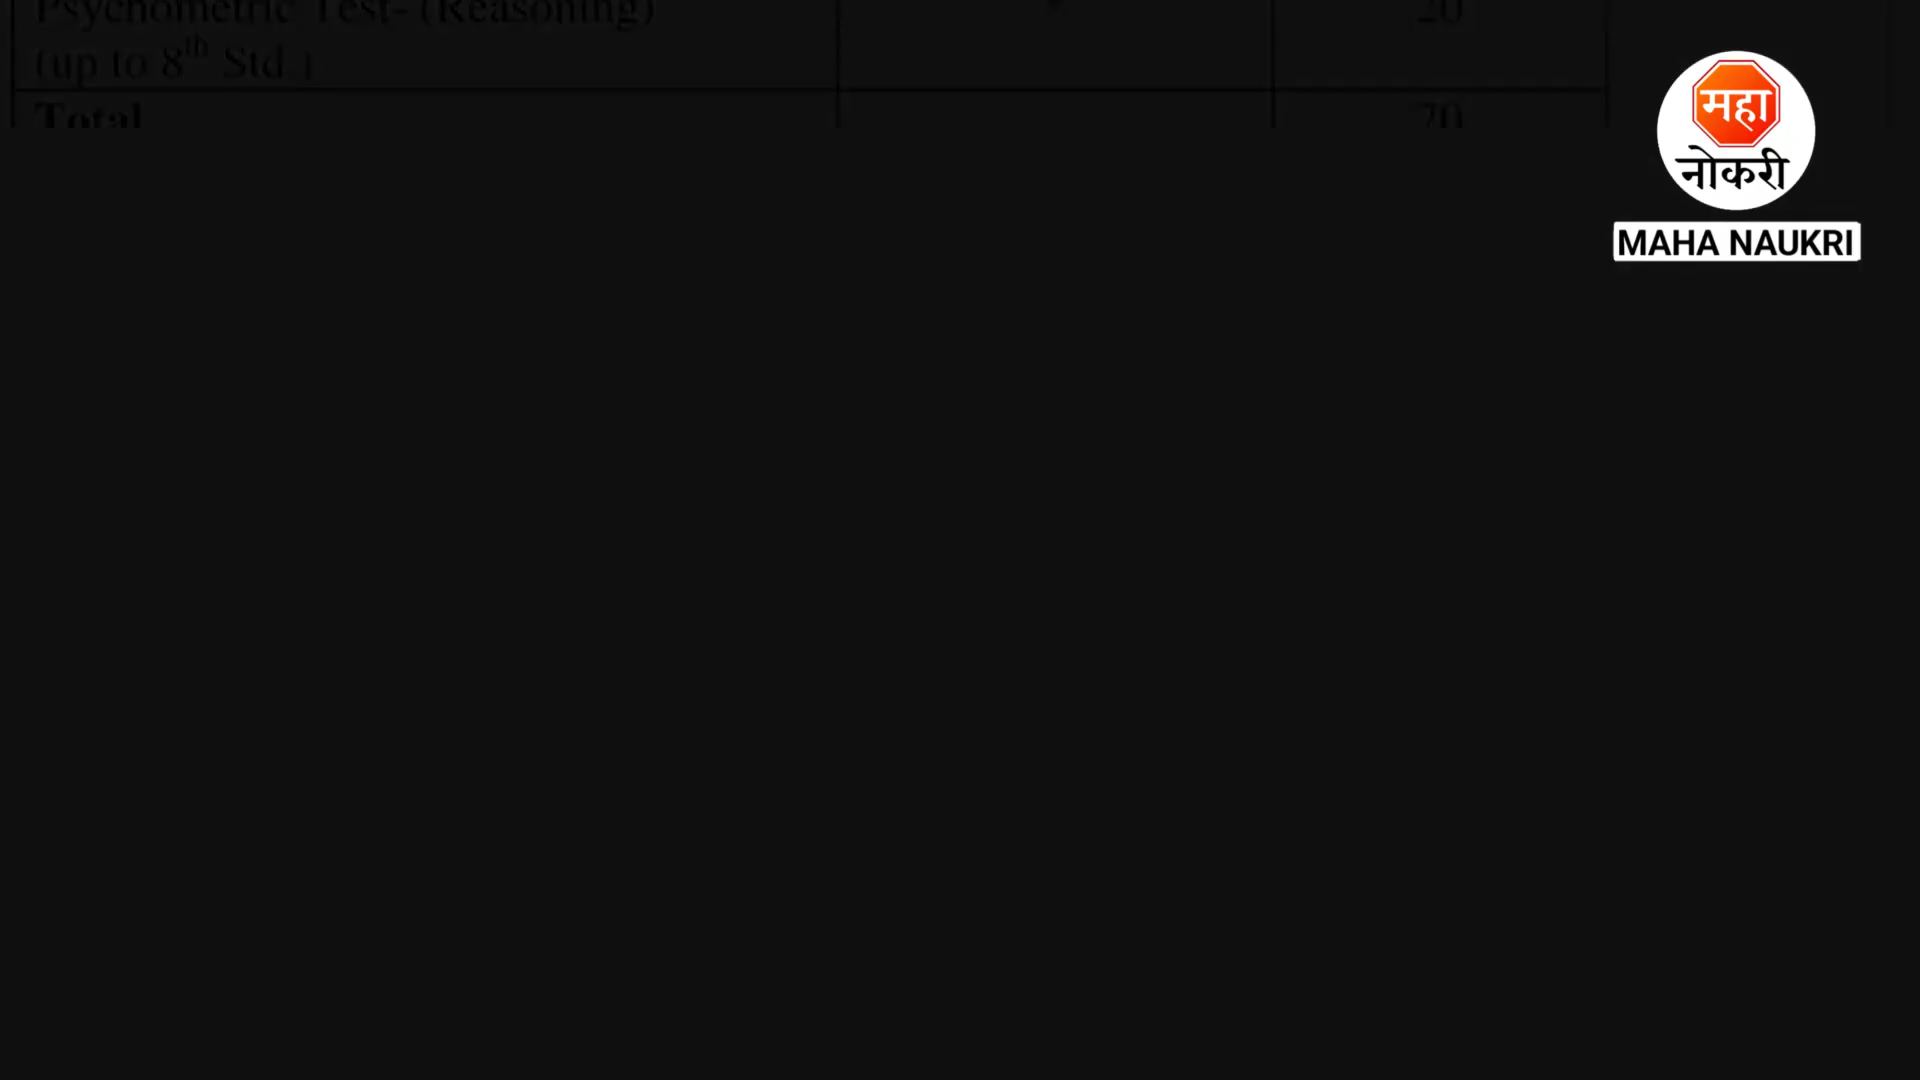 Psychometric Test- (Reasoning) 20
(up to 8th Std.)
Total 70
महा
नोकरी
MAHA NAUKRI